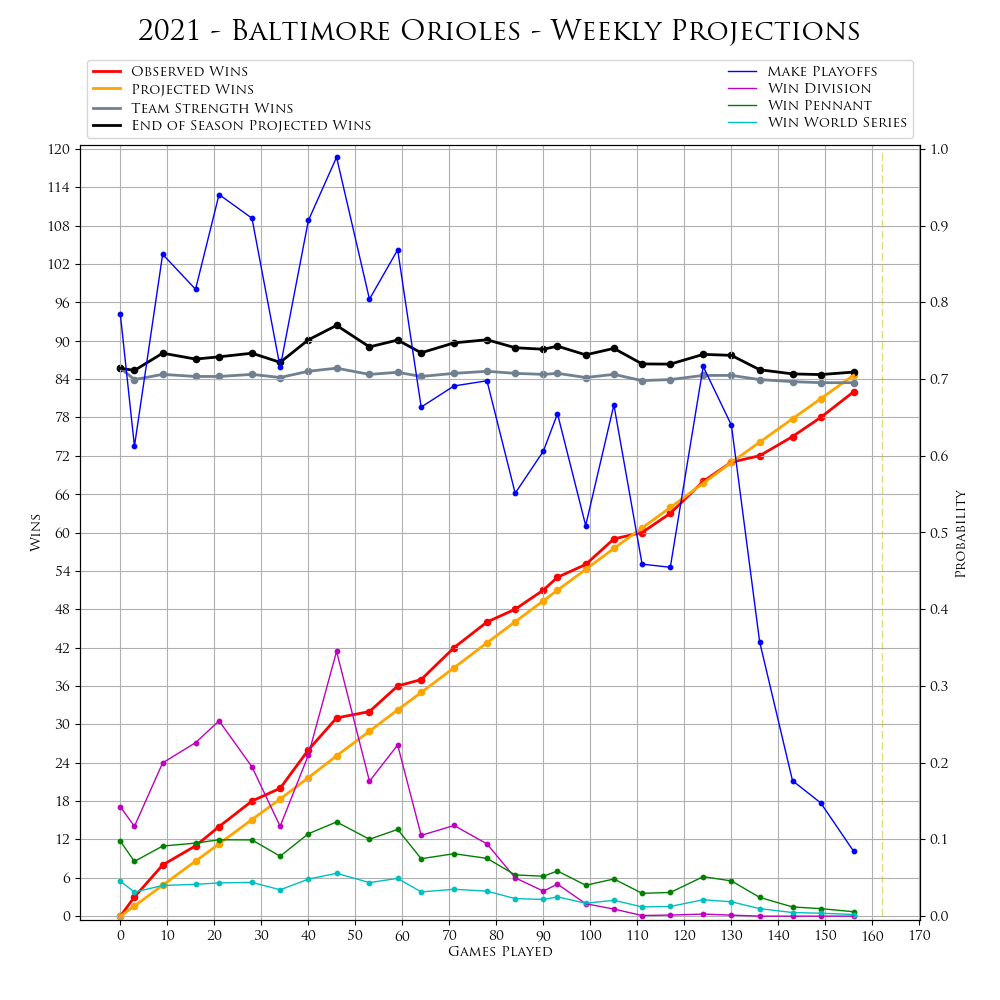 2021 - Baltimore Orioles - Weekly Projections
Observed Wins
Projected Wins
Team Strength Wins
End of Season Projected Wins
Make Playoffs
Win Division
Win Pennant
Win World Series
120
114
108
102
96
90
84
78
72
66
60
54
48
42
36
30
24
18
12
6
0
Wins
1.0
0.9
0.8
0.7
0.6
0.5
0.4
0.3
0.2
0.1
0.0
Probability
0 10 20 30 40 50 60 70 80 90 100 110 120 130 140 150 160 170
Games Played